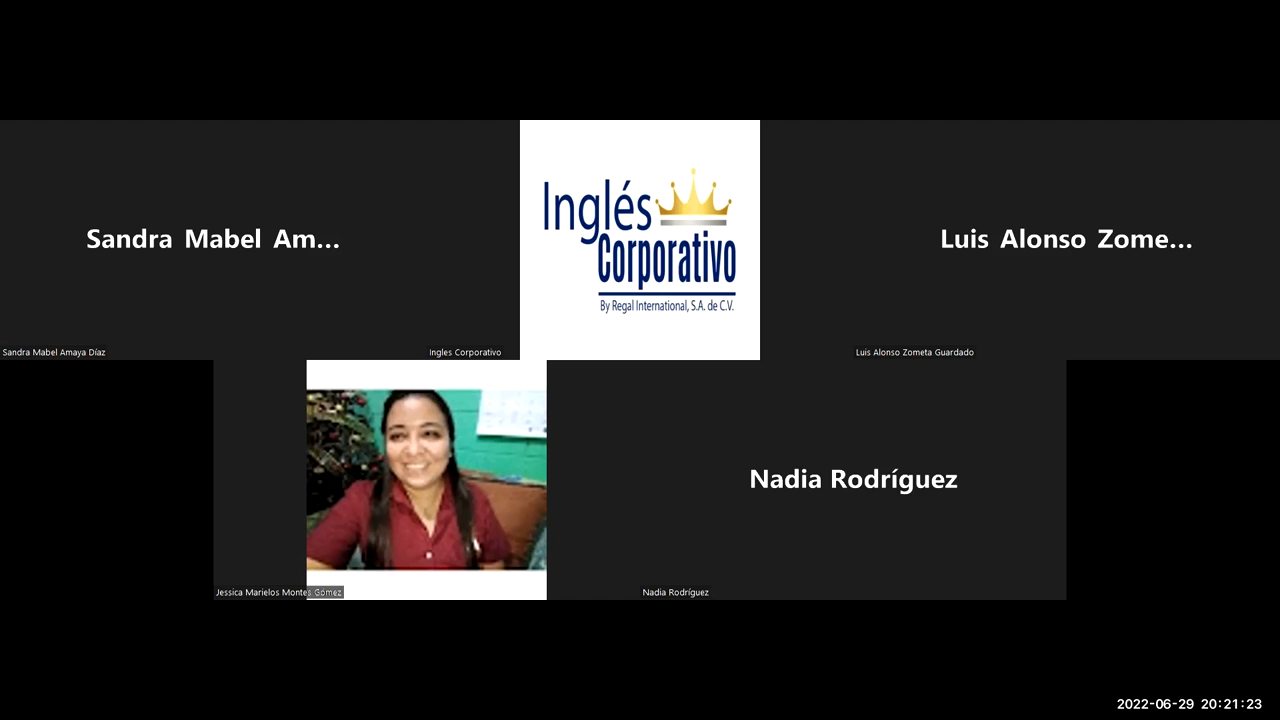 Sandra Mabel Am...
Inglés
Corporativo
By Regal International, S.A. de C.V.
Luis Alonso Zome...
Sandra Mabel Amaya Díaz
Ingles Corporativo
Luis Alonso Zometa Guardado
Nadia Rodríguez
Jessica Marielos Montes Gómez
Nadia Rodríguez
2022-06-29 20:21:23